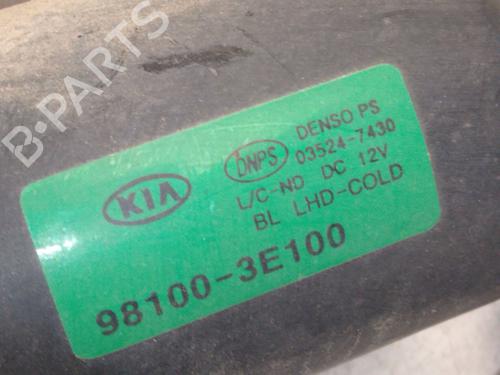 B-PARTS
KIA
DNPS
DENSO PS
03524-7430
L/C-ND DC 12V
BL LHD-COLD
98100-3E100